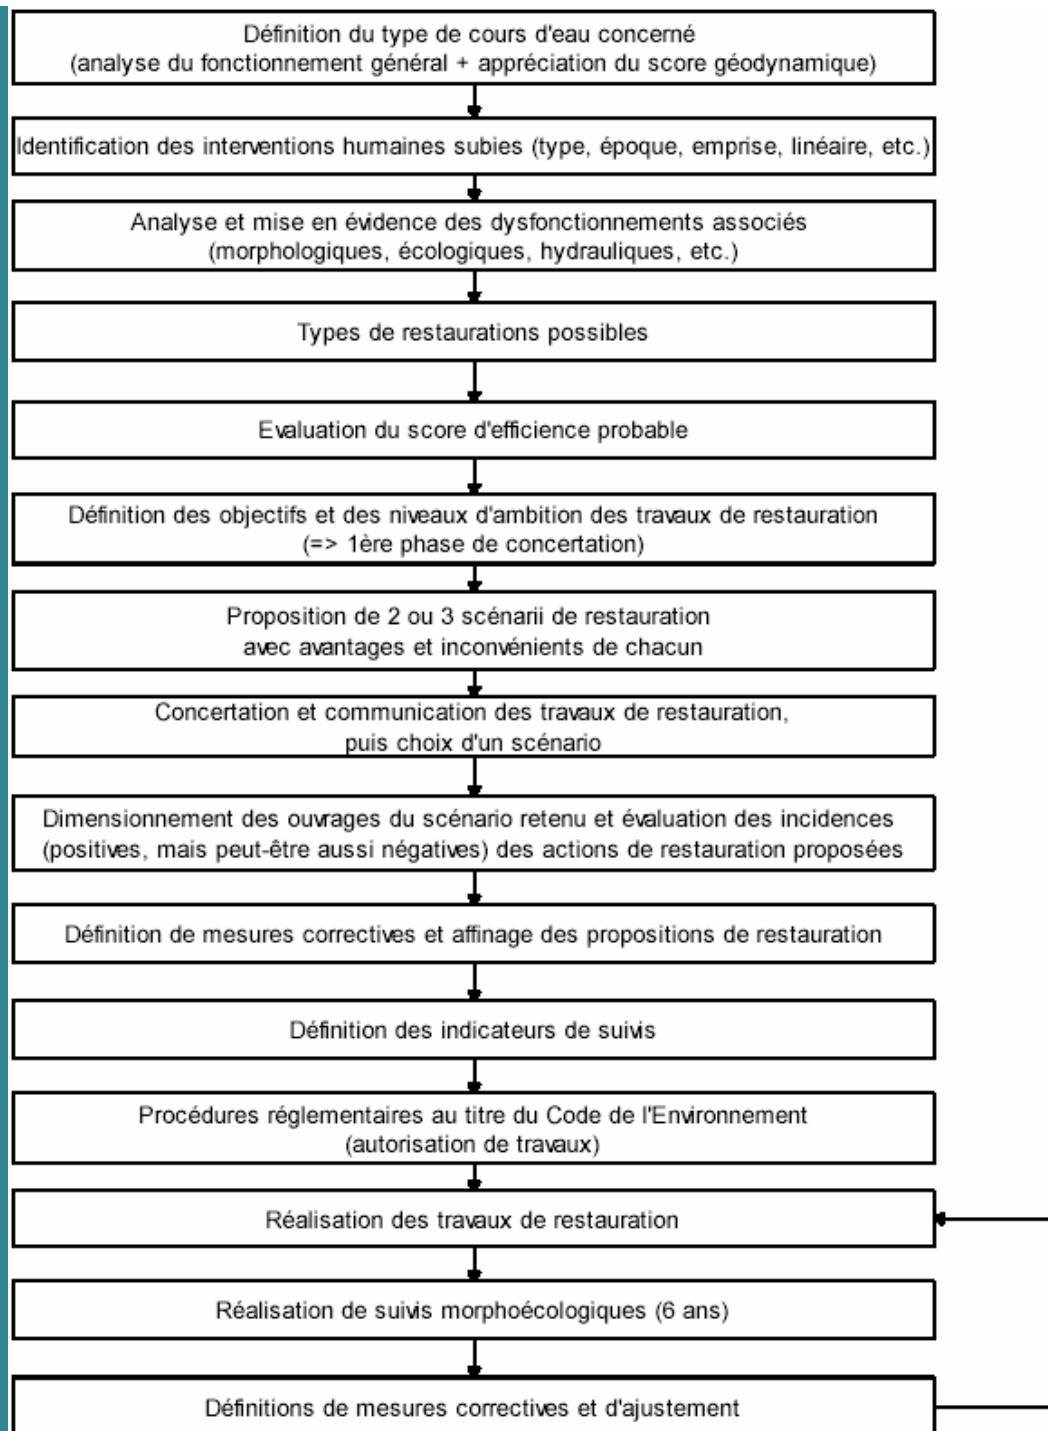 Définition du type de cours d'eau concerné
(analyse du fonctionnement général + appréciation du score géodynamique)
Identification des interventions humaines subies (type, époque, emprise, linéaire, etc.)
Analyse et mise en évidence des dysfonctionnements associés
(morphologiques, écologiques, hydrauliques, etc.)
Types de restaurations possibles
Evaluation du score d'efficience probable
Définition des objectifs et des niveaux d'ambition des travaux de restauration
(=> 1ère phase de concertation)
Proposition de 2 ou 3 scénarii de restauration
avec avantages et inconvénients de chacun
Concertation et communication des travaux de restauration,
puis choix d'un scénario
Dimensionnement des ouvrages du scénario retenu et évaluation des incidences
(positives, mais peut-être aussi négatives) des actions de restauration proposées
Définition de mesures correctives et affinage des propositions de restauration
Définition des indicateurs de suivis
Procédures réglementaires au titre du Code de l'Environnement
(autorisation de travaux)
Réalisation des travaux de restauration
Réalisation de suivis morphoécologiques (6 ans)
Définitions de mesures correctives et d'ajustement